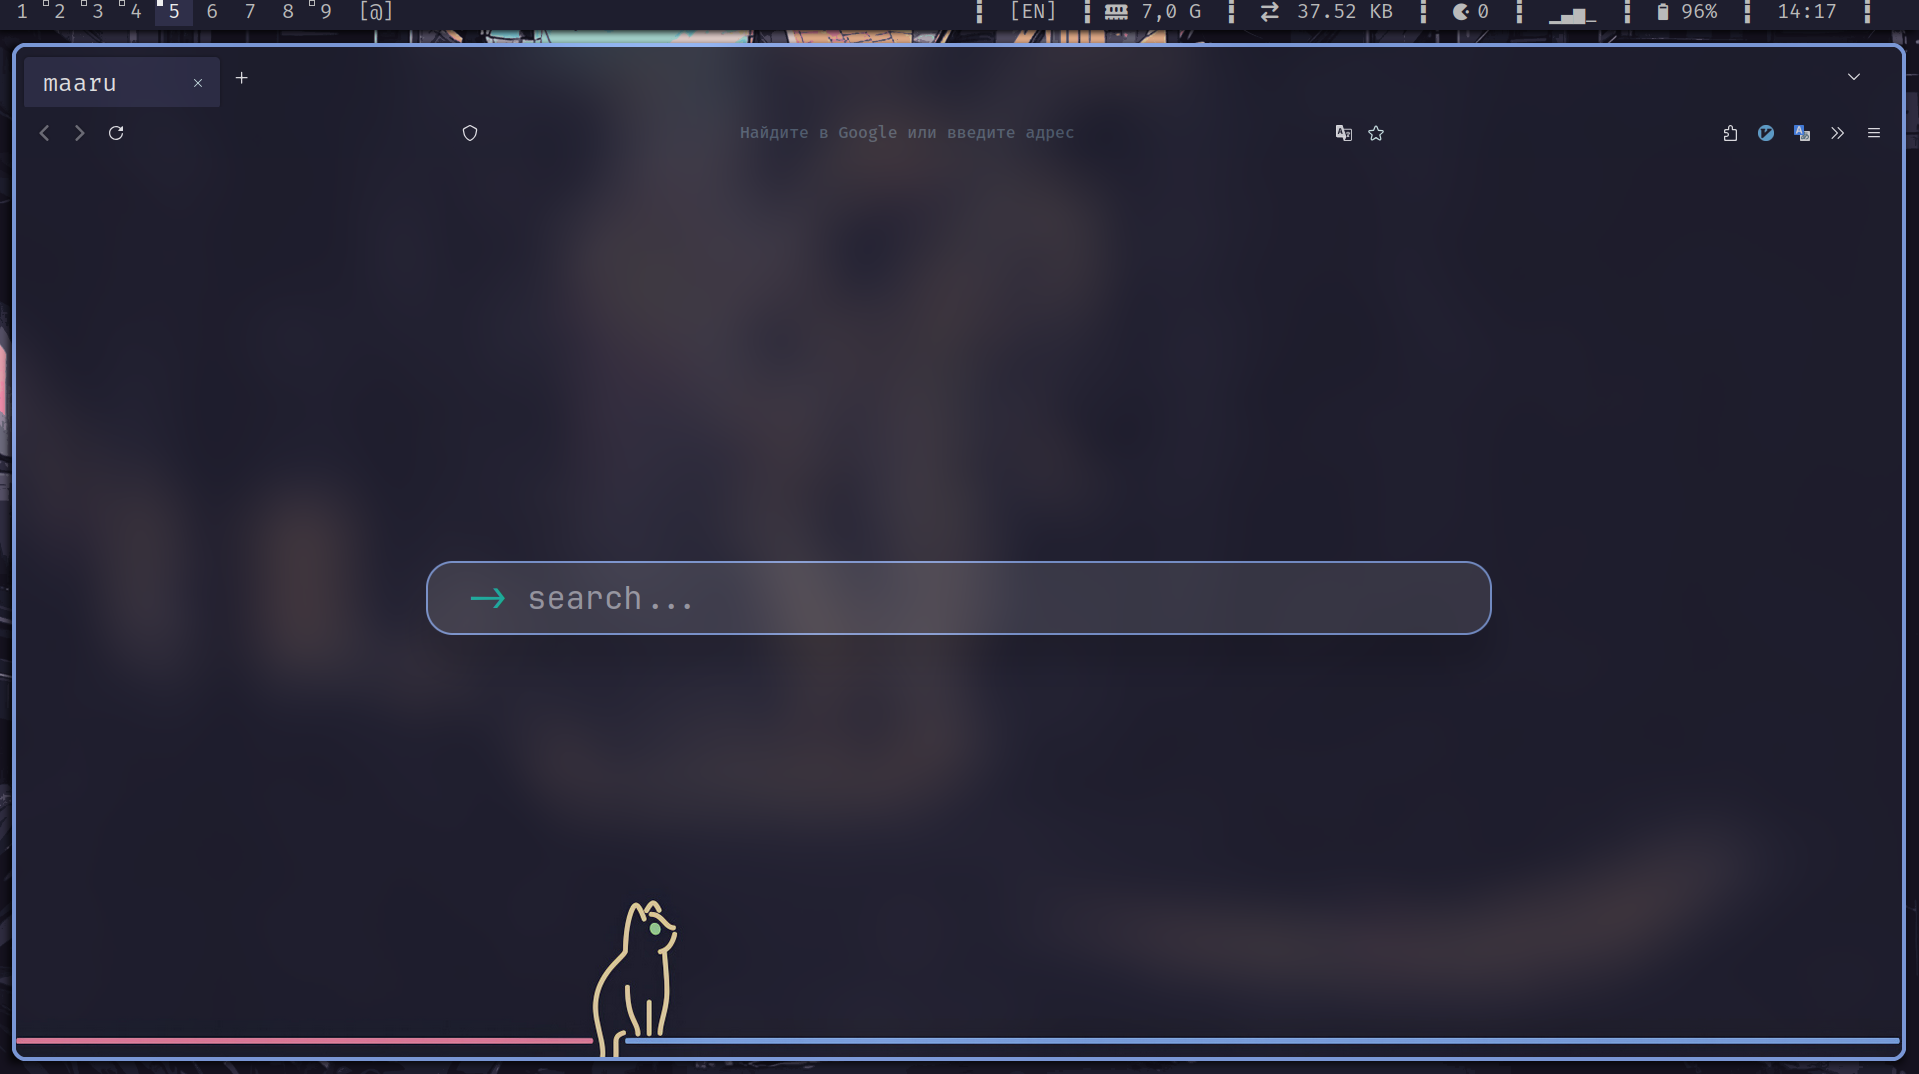 1 2 3 4 5 6 7 8 9 [@] [EN] 7,0 G 37.52 KB 0 96% 14:17
maaru
Найдите в Google или введите адрес
search...